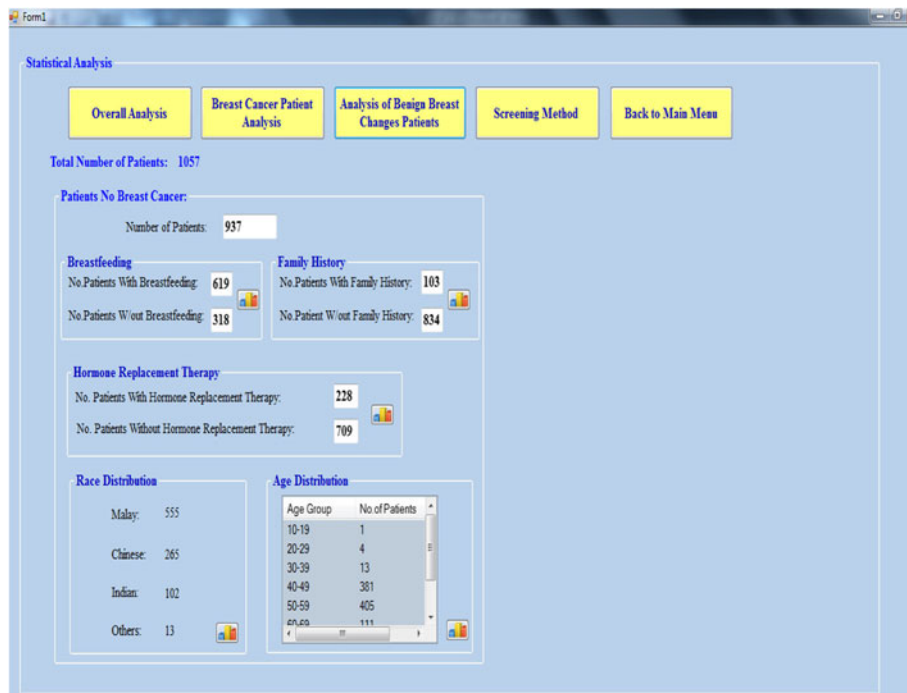 Form1
Statistical Analysis
Overall Analysis
Breast Cancer Patient
Analysis
Analysis of Benign Breast
Changes Patients
Screening Method
Back to Main Menu
Total Number of Patients: 1057
Patients No Breast Cancer:
Number of Patients: 937
Breastfeeding
No.Patients With Breastfeeding: 619
No.Patients W/out Breastfeeding: 318
Family History
No.Patients With Family History: 103
No.Patient W/out Family History: 834
Hormone Replacement Therapy
No. Patients With Hormone Replacement Therapy: 228
No. Patients Without Hormone Replacement Therapy: 709
Race Distribution
Malay: 555
Chinese: 265
Indian: 102
Others: 13
Age Distribution
Age Group No.of Patients
10-19 1
20-29 4
30-39 13
40-49 381
50-59 405
60-69 111